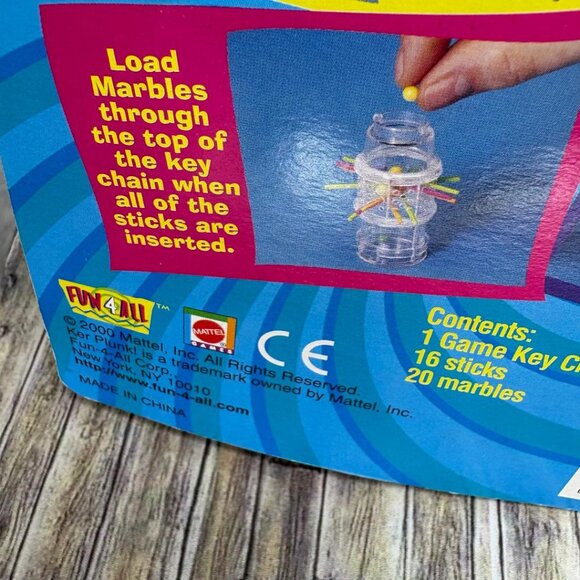 Load
Marbles
through
the top of
the key
chain when
all of the
sticks are
inserted.
FUN 4 ALL ™
MATTEL
GAMES
CE
© 2000 Mattel, Inc. All Rights Reserved.
Ker Plunk! is a trademark owned by Mattel, Inc.
Fun-4-All Corp.
New York, NY 10010
http://www.fun-4-all.com
MADE IN CHINA
Contents:
1 Game Key
16 sticks
20 marbles